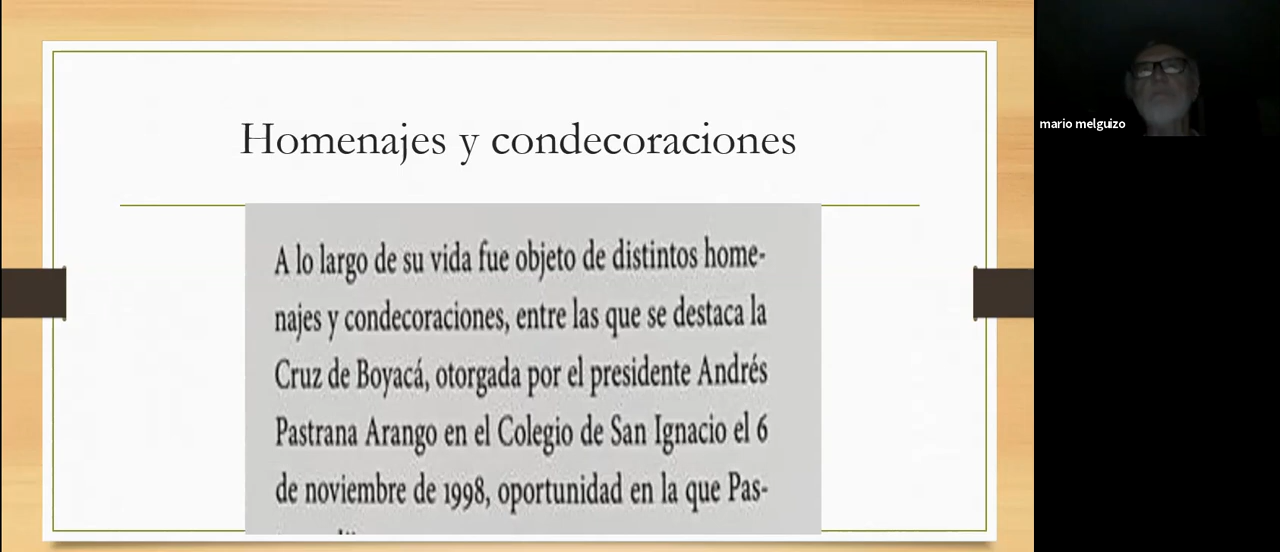 Homenajes y condecoraciones
A lo largo de su vida fue objeto de distintos home-
najes y condecoraciones, entre las que se destaca la
Cruz de Boyacá, otorgada por el presidente Andrés
Pastrana Arango en el Colegio de San Ignacio el 6
de noviembre de 1998, oportunidad en la que Pas-
mario melguizo